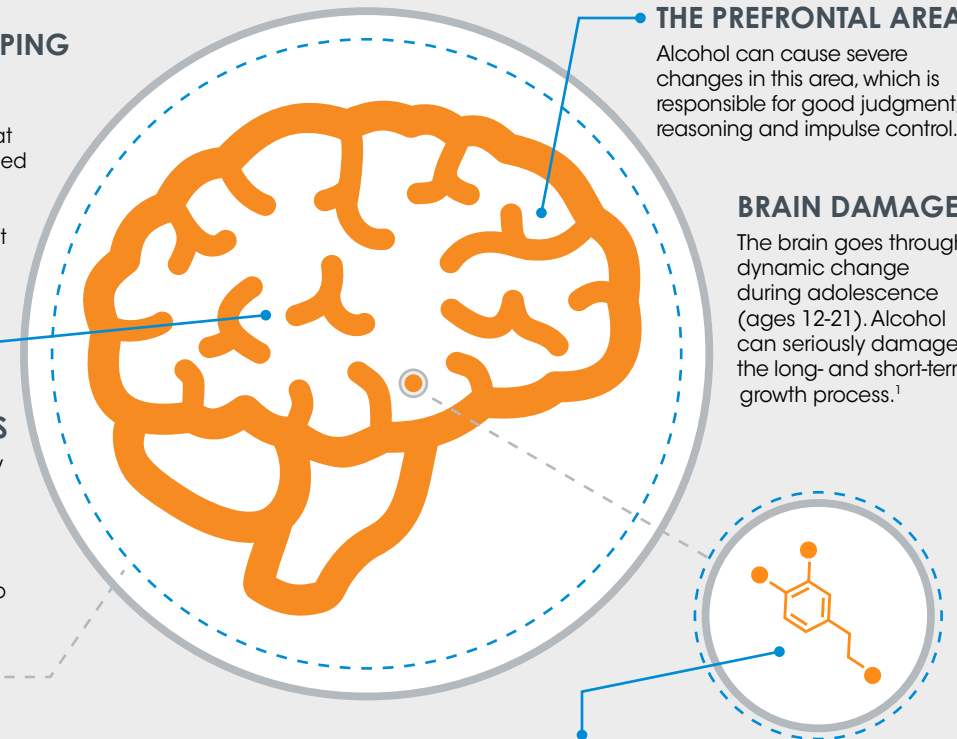 PING
at
ed
t
S
y
o
THE PREFRONTAL AREA
Alcohol can cause severe
changes in this area, which is
responsible for good judgment,
reasoning and impulse control.
BRAIN DAMAGE
The brain goes through
dynamic change
during adolescence
(ages 12-21). Alcohol
can seriously damage
the long- and short-term
growth process.¹